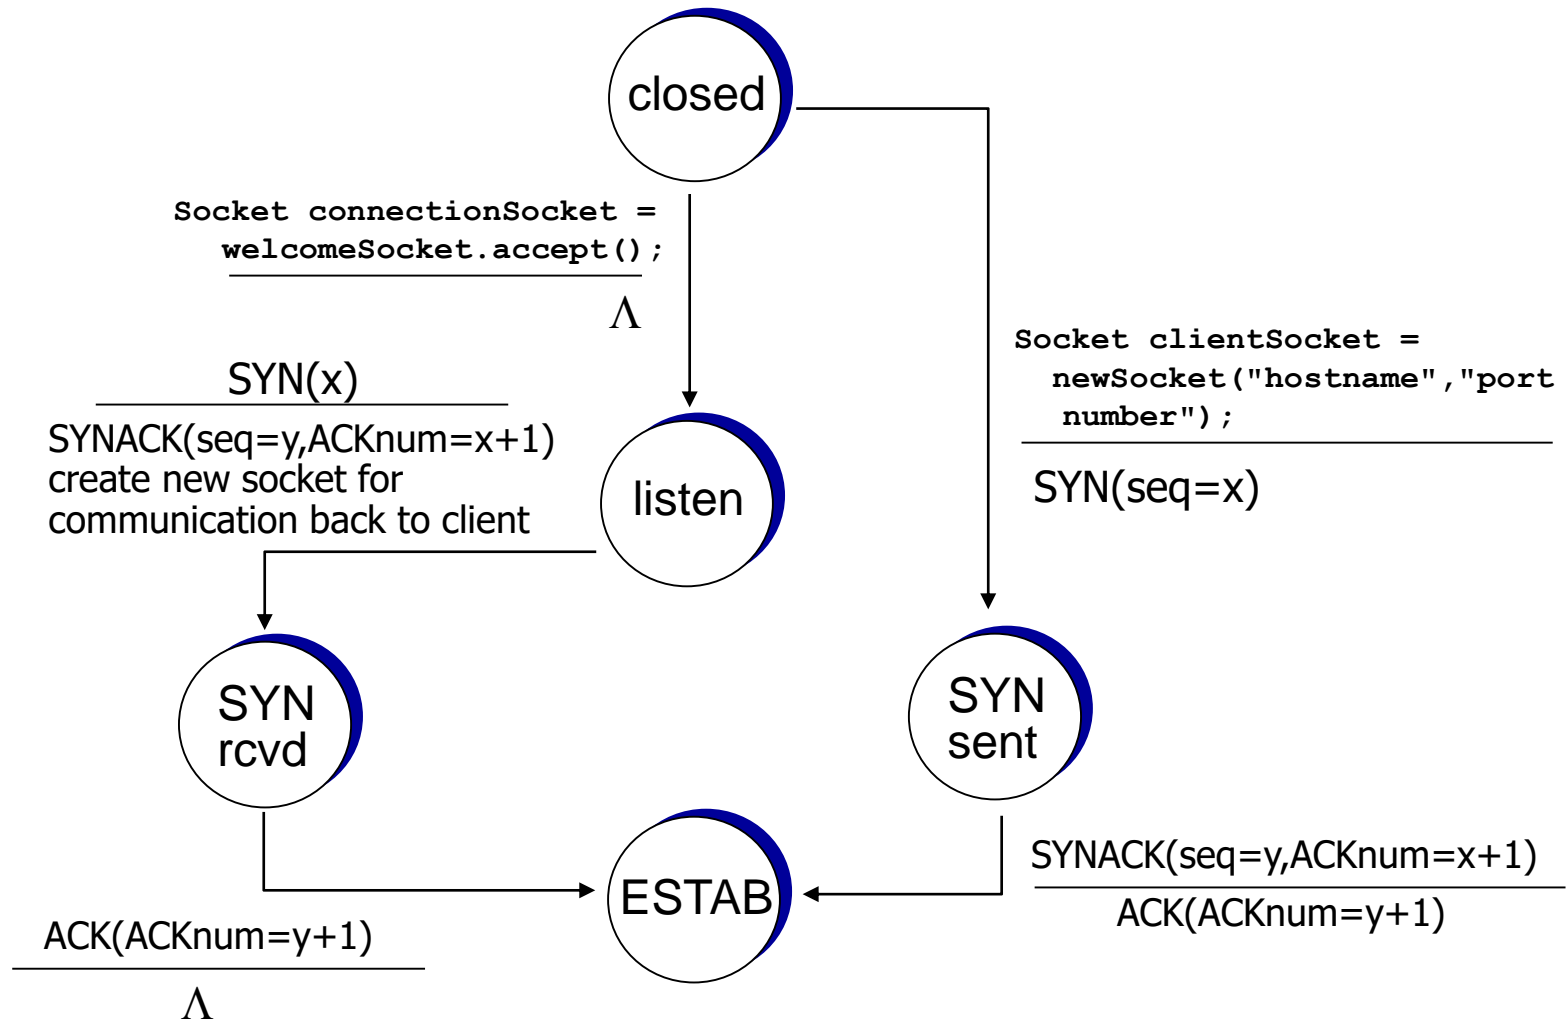 closed
Socket connectionSocket =
welcomeSocket.accept();
Λ
Socket clientSocket =
newSocket("hostname","port
number");
SYN(seq=x)
SYN(x)
SYNACK(seq=y,ACKnum=x+1)
create new socket for
communication back to client
listen
SYN
rcvd
SYN
sent
ESTAB
SYNACK(seq=y,ACKnum=x+1)
ACK(ACKnum=y+1)
ACK(ACKnum=y+1)
Λ